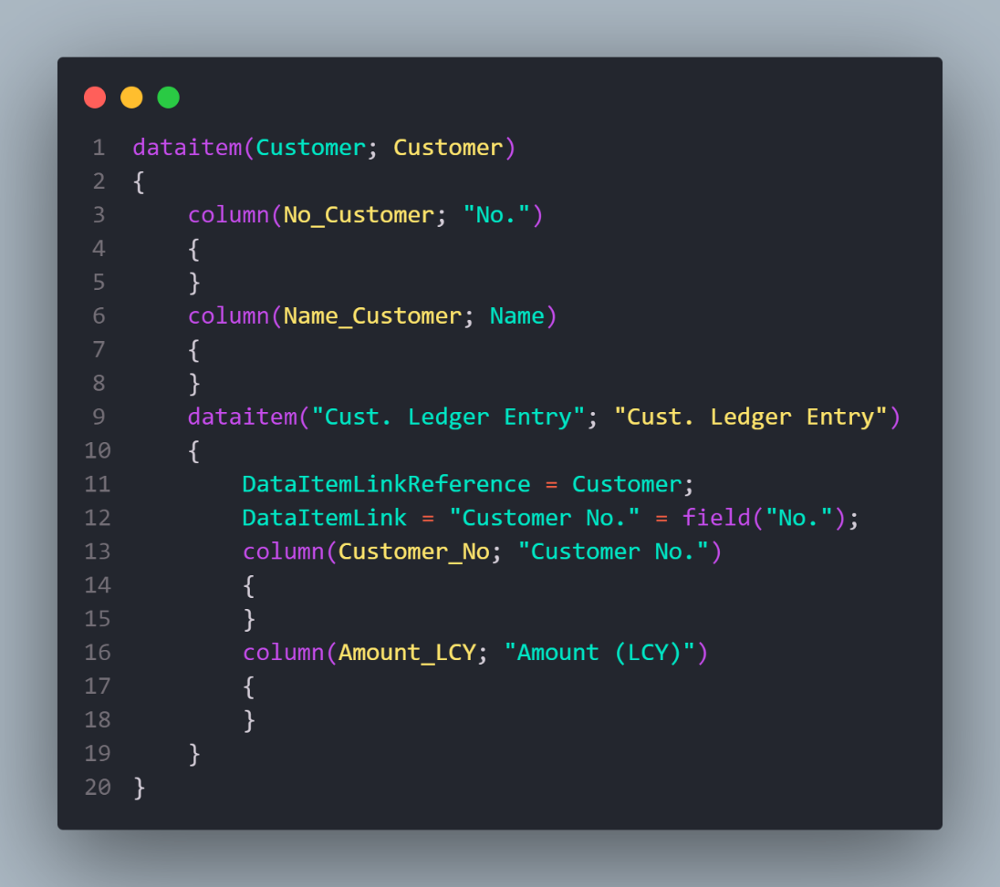 1 dataitem(Customer; Customer)
2 {
3     column(No_Customer; "No.")
4     {
5     }
6     column(Name_Customer; Name)
7     {
8     }
9     dataitem("Cust. Ledger Entry"; "Cust. Ledger Entry")
10     {
11         DataItemLinkReference = Customer;
12         DataItemLink = "Customer No." = field("No.");
13         column(Customer_No; "Customer No.")
14         {
15         }
16         column(Amount_LCY; "Amount (LCY)")
17         {
18         }
19     }
20 }